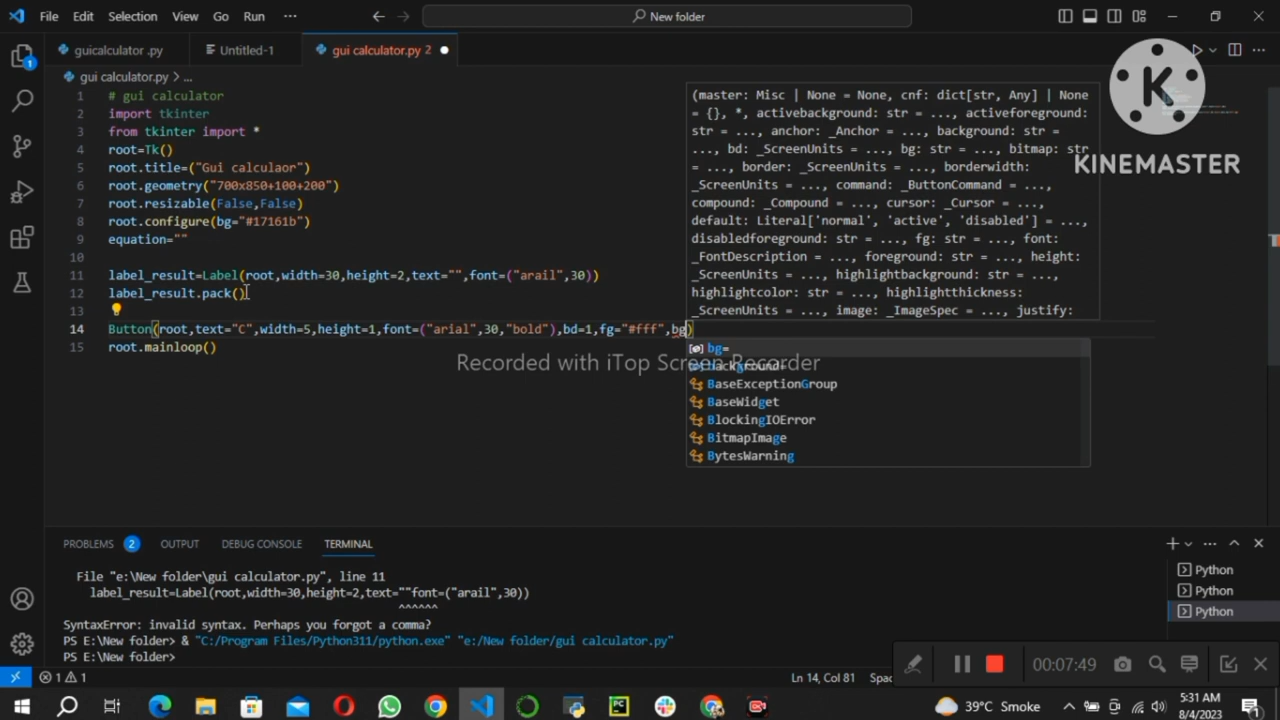 File Edit Selection View Go Run ··· New folder
guicalculator .py Untitled-1 gui calculator.py 2
gui calculator.py > ...
1 # gui calculator
2 import tkinter
3 from tkinter import *
4 root=Tk()
5 root.title=("Gui calculaor")
6 root.geometry("700x850+100+200")
7 root.resizable(False,False)
8 root.configure(bg="#17161b")
9 equation=""
10
11 label_result=Label(root,width=30,height=2,text="",font=("arail",30))
12 label_result.pack()
13
14 Button(root,text="C",width=5,height=1,font=("arial",30,"bold"),bd=1,fg="#fff",bg)
15 root.mainloop()
(master: Misc | None = None, cnf: dict[str, Any] | None
= {}, *, activebackground: str = ..., activeforeground:
str = ..., anchor: _Anchor = ..., background: str =
..., bd: _ScreenUnits = ..., bg: str = ..., bitmap: str
= ..., border: _ScreenUnits = ..., borderwidth:
_ScreenUnits = ..., command: _ButtonCommand = ...,
compound: _Compound = ..., cursor: _Cursor = ...,
default: Literal['normal', 'active', 'disabled'] = ...,
disabledforeground: str = ..., fg: str = ..., font:
_FontDescription = ..., foreground: str = ..., height:
_ScreenUnits = ..., highlightbackground: str = ...,
highlightcolor: str = ..., highlightthickness:
_ScreenUnits = ..., image: _ImageSpec = ..., justify:
K
KINEMASTER
bg=
background=
BaseExceptionGroup
BaseWidget
BlockingIOError
BitmapImage
BytesWarning
Recorded with iTop Screen Recorder
PROBLEMS 2 OUTPUT DEBUG CONSOLE TERMINAL
File "e:\New folder\gui calculator.py", line 11
label_result=Label(root,width=30,height=2,text=""font=("arail",30))
^^^^^^
SyntaxError: invalid syntax. Perhaps you forgot a comma?
PS E:\New folder> & "C:/Program Files/Python311/python.exe" "e:/New folder/gui calculator.py"
PS E:\New folder>
Python
Python
Python
00:07:49
1 1 Ln 14, Col 81
39°C Smoke
5:31 AM
8/4/2023